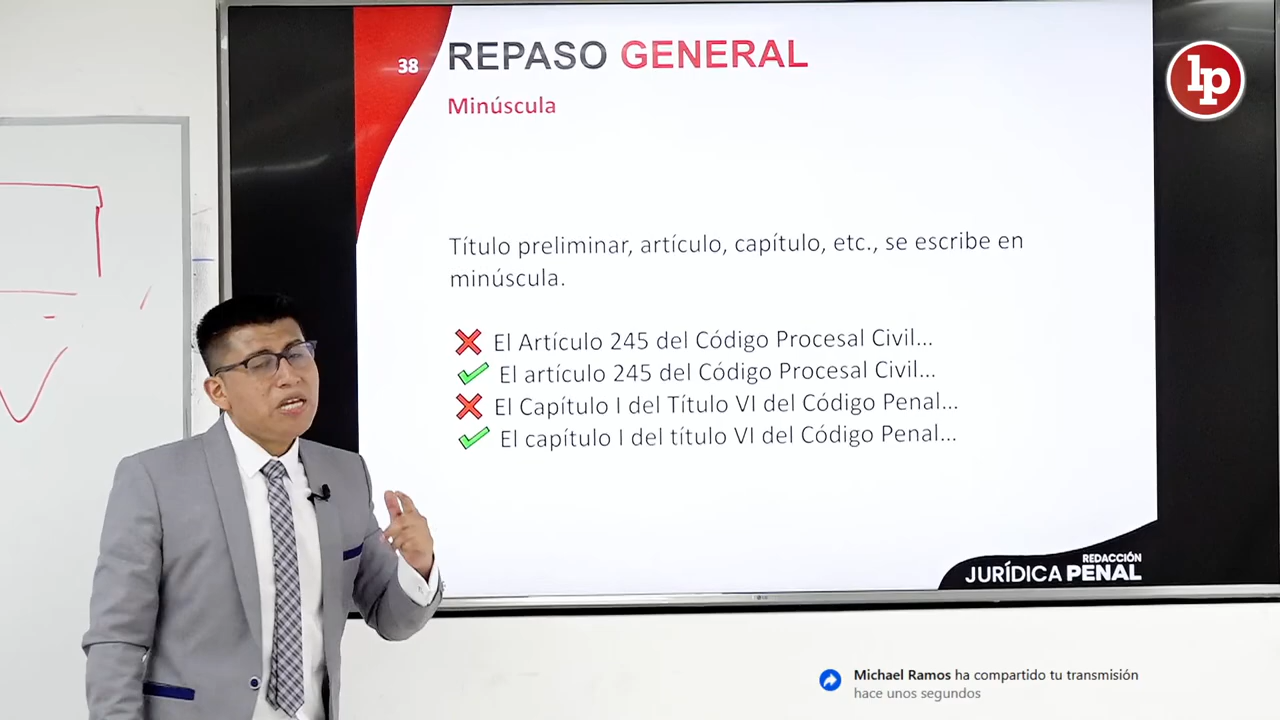 38
REPASO GENERAL
Minúscula
lp
Título preliminar, artículo, capítulo, etc., se escribe en
minúscula.
El Artículo 245 del Código Procesal Civil...
El artículo 245 del Código Procesal Civil...
El Capítulo I del Título VI del Código Penal...
El capítulo I del título VI del Código Penal...
REDACCIÓN
JURÍDICA PENAL
LG
Michael Ramos ha compartido tu transmisión
hace unos segundos